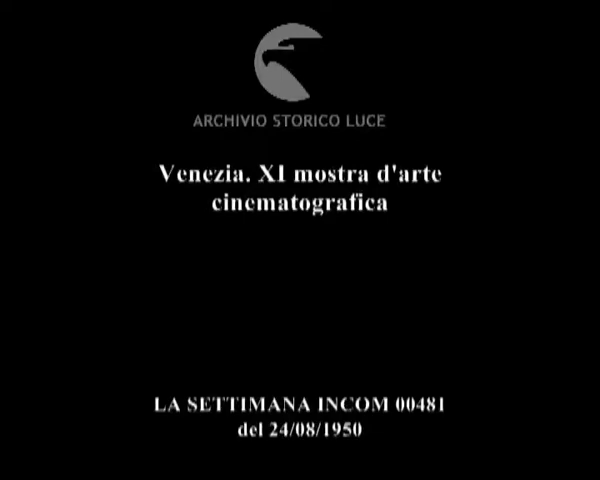 ARCHIVIO STORICO LUCE
Venezia. XI mostra d'arte
cinematografica
LA SETTIMANA INCOM 00481
del 24/08/1950